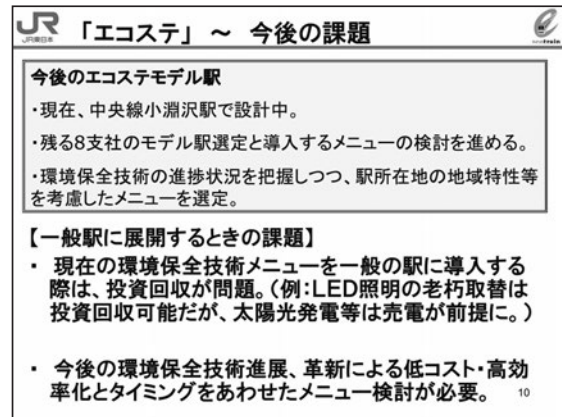 JR
JR東日本
「エコステ」 ～ 今後の課題
今後のエコステモデル駅
・現在、中央線小淵沢駅で設計中。
・残る8支社のモデル駅選定と導入するメニューの検討を進める。
・環境保全技術の進捗状況を把握しつつ、駅所在地の地域特性等
を考慮したメニューを選定。
【一般駅に展開するときの課題】
・ 現在の環境保全技術メニューを一般の駅に導入する
際は、投資回収が問題。（例：LED照明の老朽取替は
投資回収可能だが、太陽光発電等は売電が前提に。）
・ 今後の環境保全技術進展、革新による低コスト・高効
率化とタイミングをあわせたメニュー検討が必要。
10